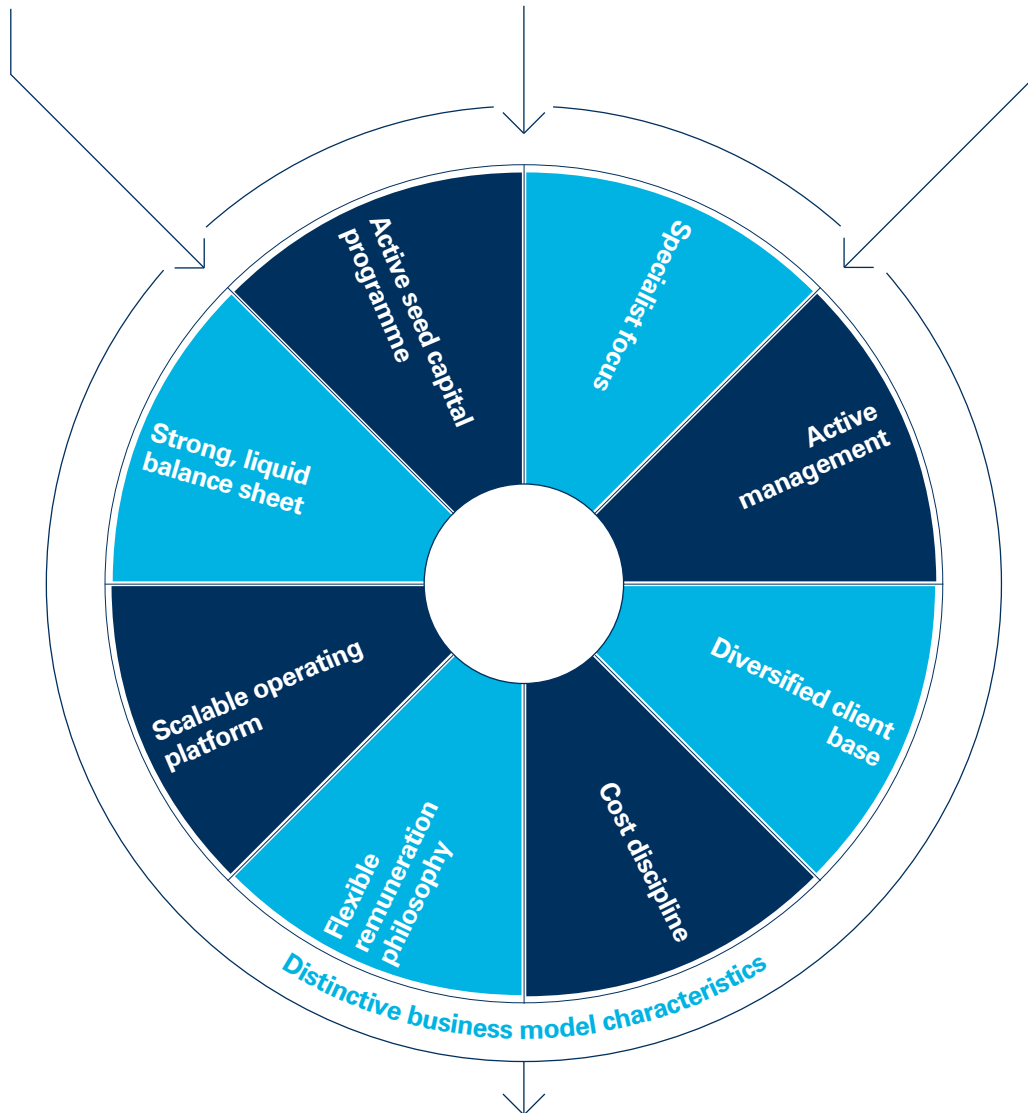 Specialist focus
Active
management
Diversified client
base
Cost discipline
Flexible
remuneration
philosophy
Scalable operating
platform
Strong, liquid
balance sheet
Active seed capital
programme
Distinctive business model characteristics